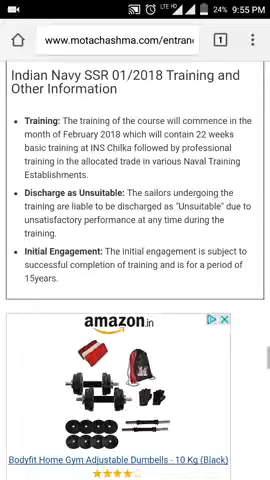 LTE HD
24%
9:55 PM
www.motachashma.com/entranc
1
Indian Navy SSR 01/2018 Training and
Other Information
Training: The training of the course will commence in the
month of February 2018 which will contain 22 weeks
basic training at INS Chilka followed by professional
training in the allocated trade in various Naval Training
Establishments.
Discharge as Unsuitable: The sailors undergoing the
training are liable to be discharged as "Unsuitable" due to
unsatisfactory performance at any time during the
training.
Initial Engagement: The initial engagement is subject to
successful completion of training and is for a period of
15years.
amazon.in
Bodyfit Home Gym Adjustable Dumbells - 10 Kg (Black)